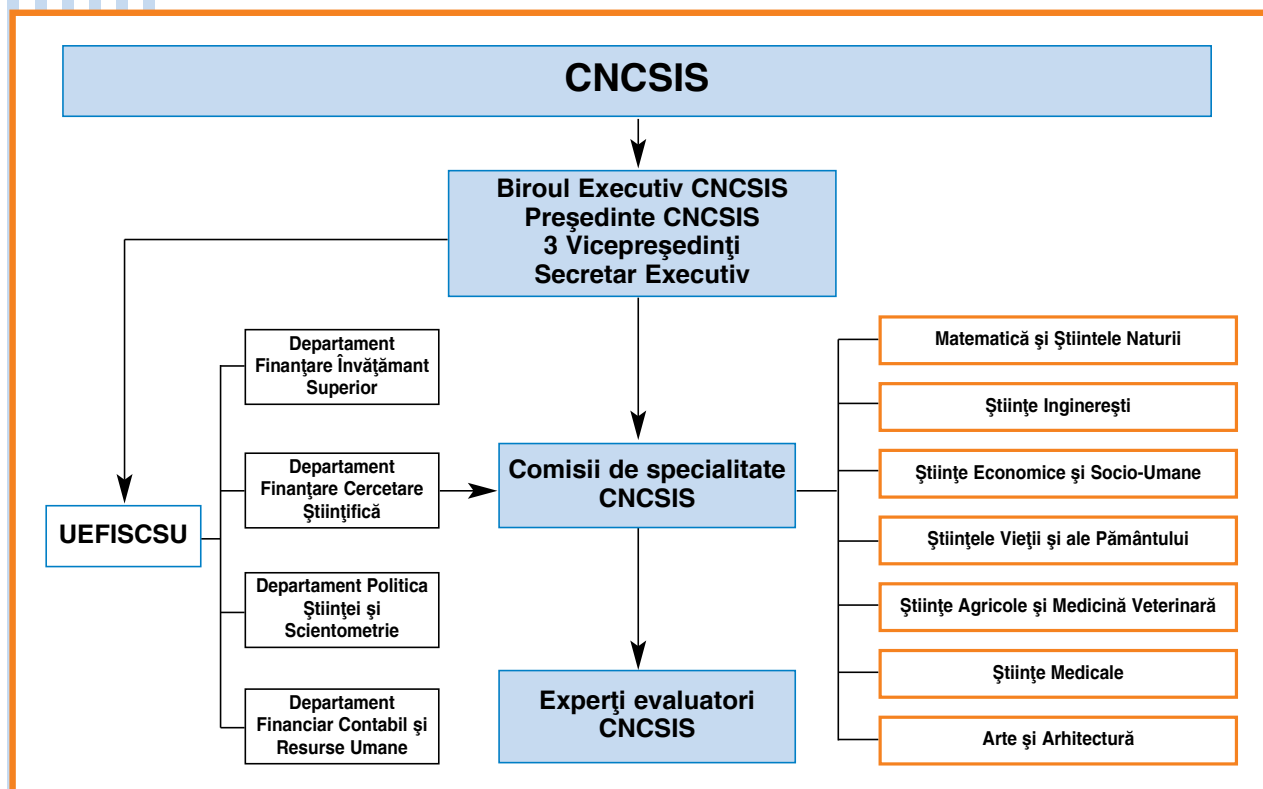 CNCSIS
Biroul Executiv CNCSIS
Preşedinte CNCSIS
3 Vicepreşedinţi
Secretar Executiv
UEFISCSU
Departament
Finanţare Învăţămant
Superior
Departament
Finanţare Cercetare
Ştiinţifică
Departament Politica
Ştiinţei şi
Scientometrie
Departament
Financiar Contabil şi
Resurse Umane
Comisii de specialitate
CNCSIS
Experţi evaluatori
CNCSIS
Matematică şi Ştiintele Naturii
Ştiinţe Inginereşti
Ştiinţe Economice şi Socio-Umane
Ştiinţele Vieţii şi ale Pământului
Ştiinţe Agricole şi Medicină Veterinară
Ştiinţe Medicale
Arte şi Arhitectură